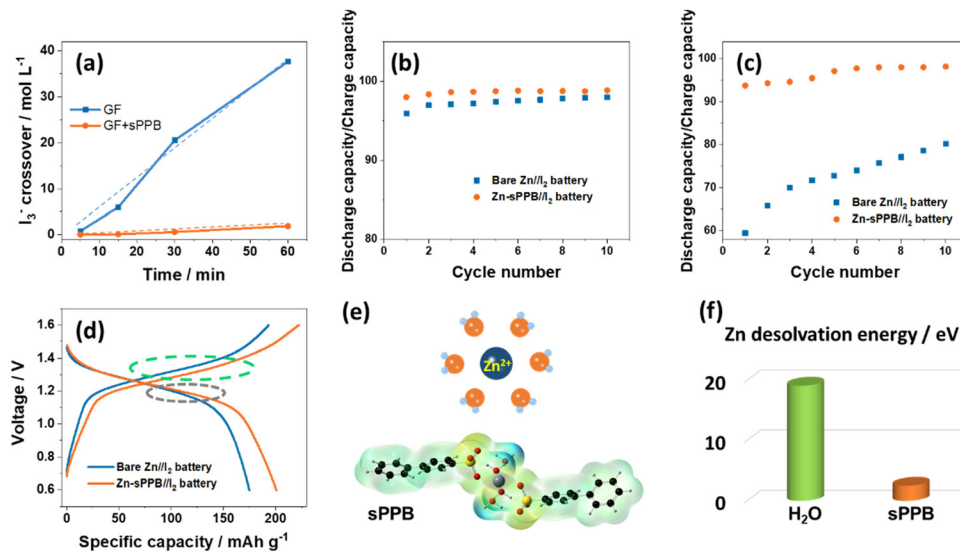 (a)
I₃⁻ crossover / mol L⁻¹
40
30
20
10
0
GF
GF+sPPB
0 10 20 30 40 50 60
Time / min
(b)
Discharge capacity/Charge capacity
100
90
80
Bare Zn//I₂ battery
Zn-sPPB//I₂ battery
0 2 4 6 8 10
Cycle number
(c)
Discharge capacity/Charge capacity
100
90
80
70
60
Bare Zn//I₂ battery
Zn-sPPB//I₂ battery
0 2 4 6 8 10
Cycle number
(d)
Voltage / V
1.6
1.4
1.2
1.0
0.8
0.6
Bare Zn//I₂ battery
Zn-sPPB//I₂ battery
0 50 100 150 200
Specific capacity / mAh g⁻¹
(e)
Zn²⁺
sPPB
(f)
Zn desolvation energy / eV
20
10
0
H₂O sPPB